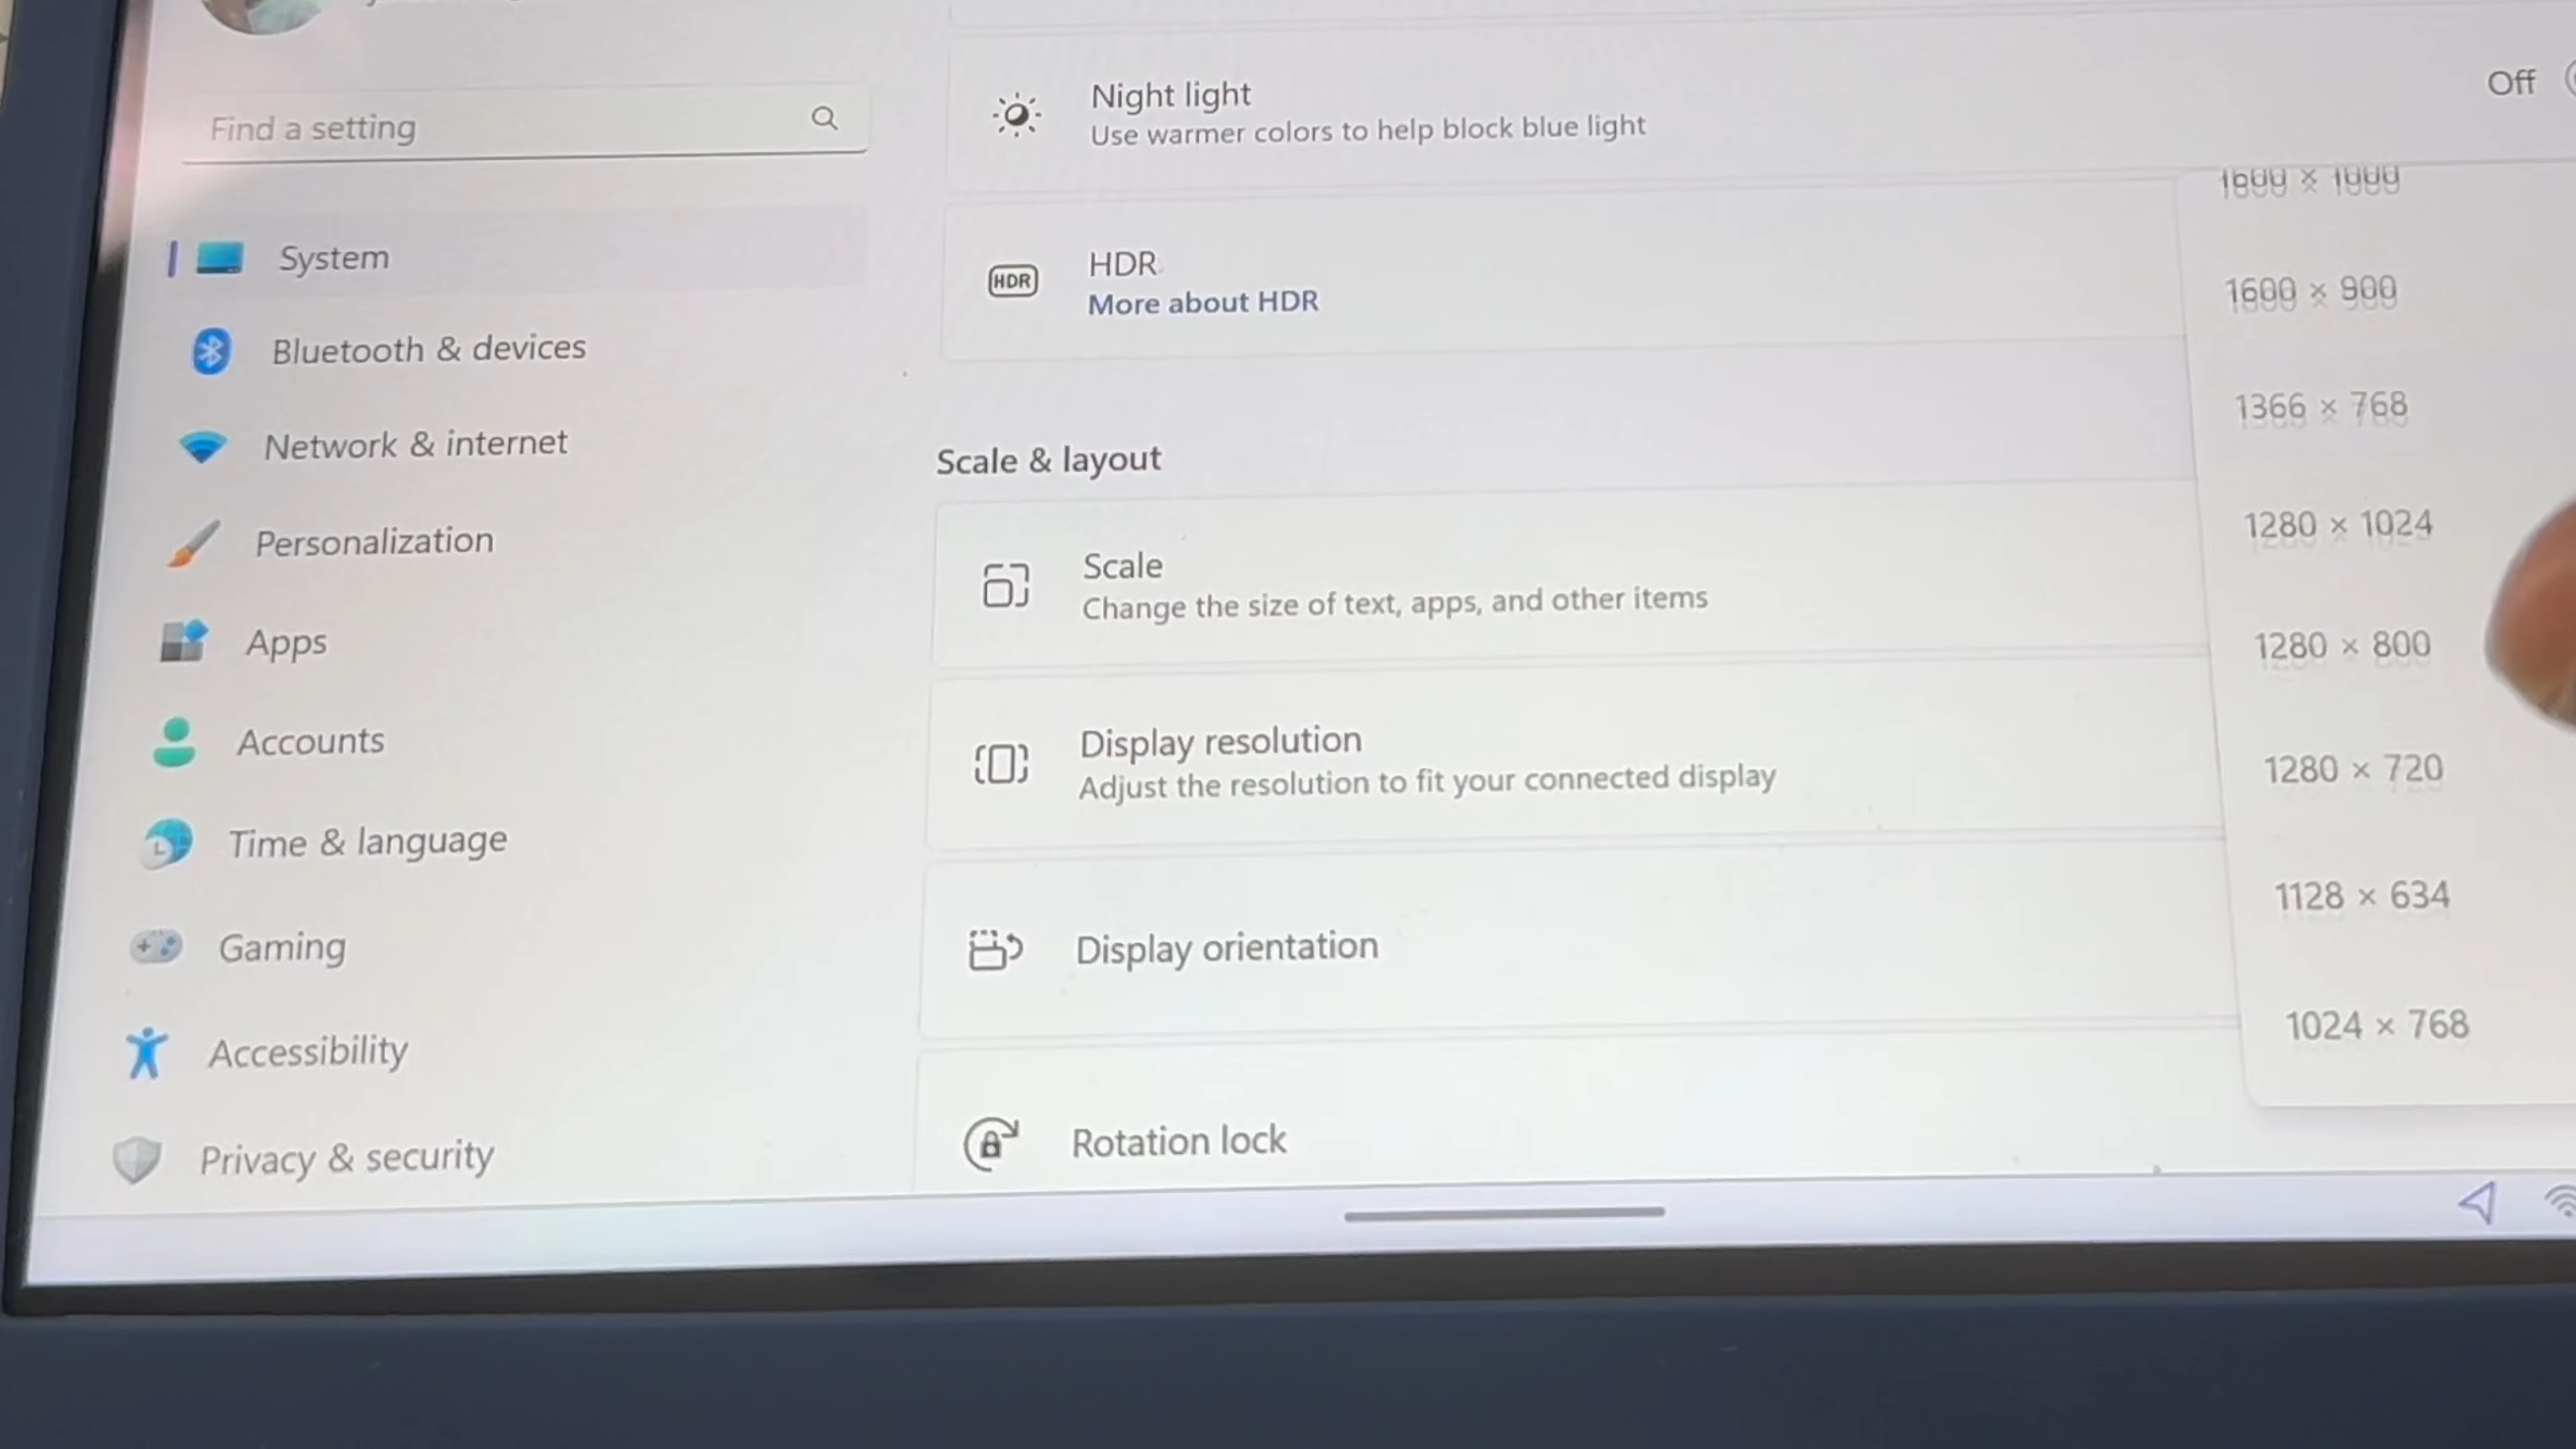 Find a setting
System
Bluetooth & devices
Network & internet
Personalization
Apps
Accounts
Time & language
Gaming
Accessibility
Privacy & security
Night light
Use warmer colors to help block blue light
Off
HDR
HDR
More about HDR
Scale & layout
Scale
Change the size of text, apps, and other items
Display resolution
Adjust the resolution to fit your connected display
Display orientation
Rotation lock
1600 × 900
1366 × 768
1280 × 1024
1280 × 800
1280 × 720
1128 × 634
1024 × 768